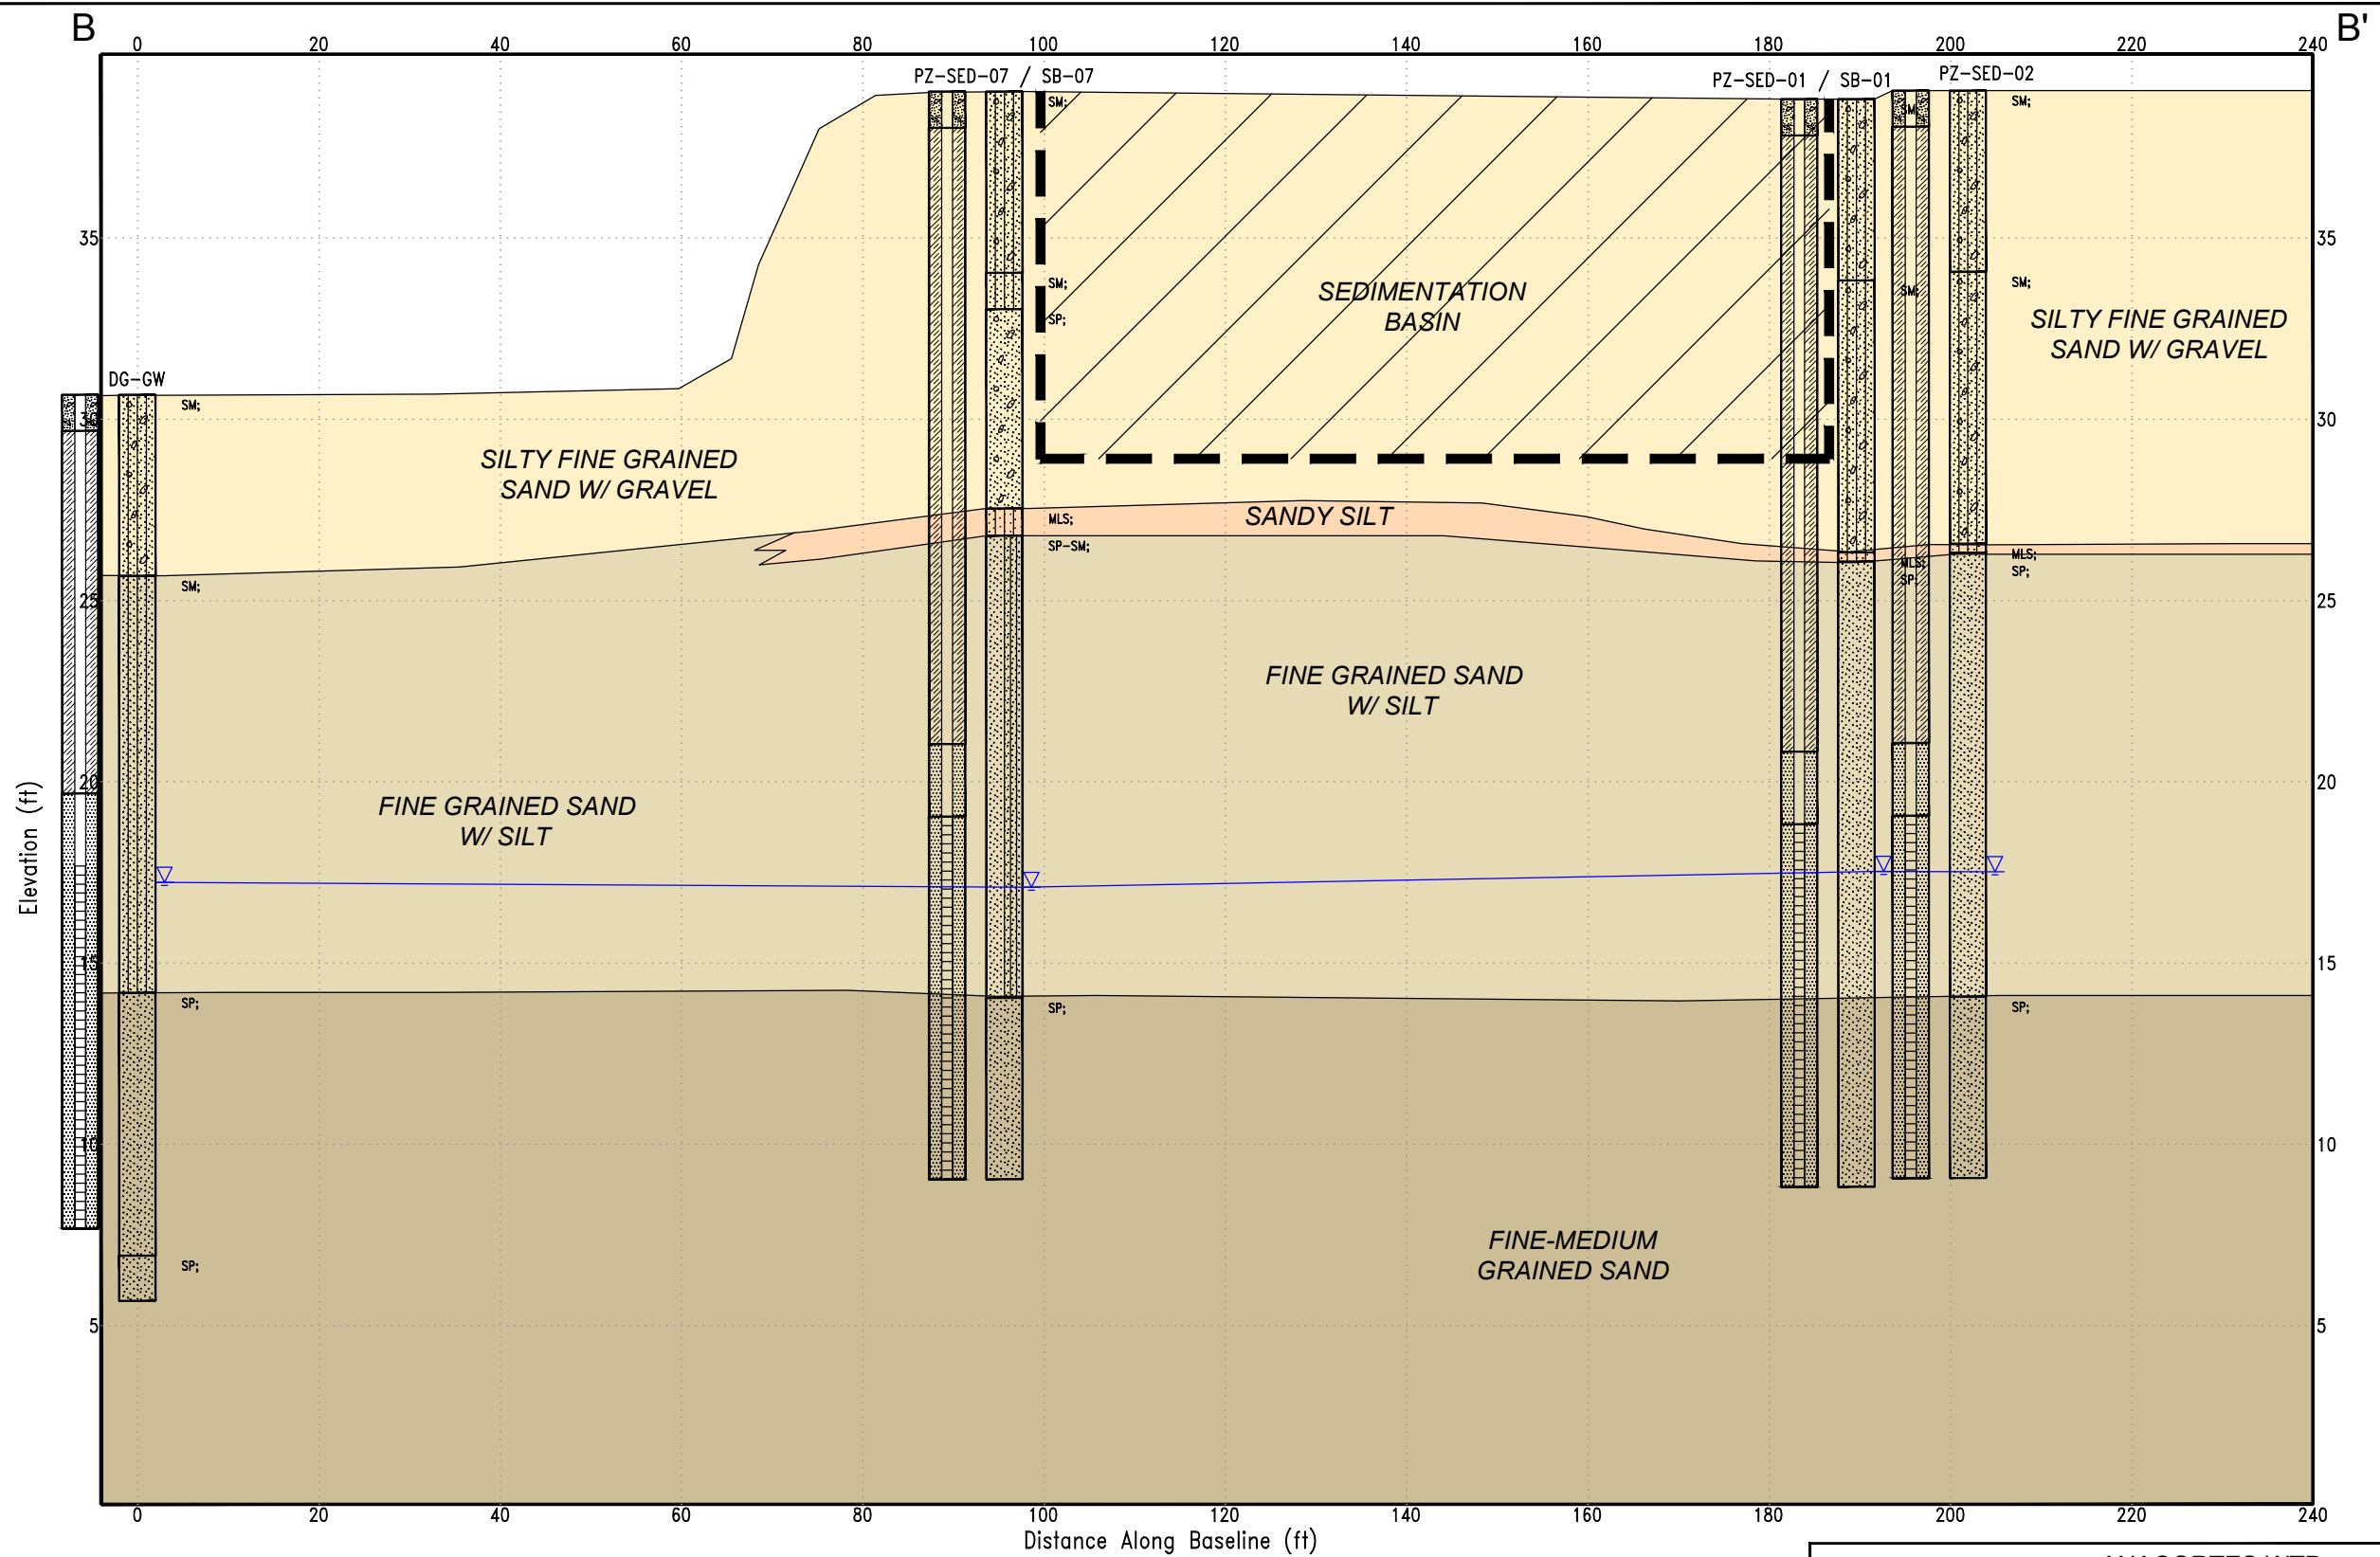 B
B'
0 20 40 60 80 100 120 140 160 180 200 220 240
PZ-SED-07 / SB-07
PZ-SED-01 / SB-01
PZ-SED-02
SM;
SM;
SM;
35
35
SM;
SM;
SM;
SEDIMENTATION
BASIN
SP;
SILTY FINE GRAINED
SAND W/ GRAVEL
DG-GW
SM;
30
30
SILTY FINE GRAINED
SAND W/ GRAVEL
MLS;
SANDY SILT
SP-SM;
MLS;
MLS;
SP;
SP;
SM;
25
25
FINE GRAINED SAND
W/ SILT
20
20
FINE GRAINED SAND
W/ SILT
Elevation (ft)
15
15
SP;
SP;
SP;
10
10
FINE-MEDIUM
GRAINED SAND
SP;
5
5
0 20 40 60 80 100 120 140 160 180 200 220 240
Distance Along Baseline (ft)